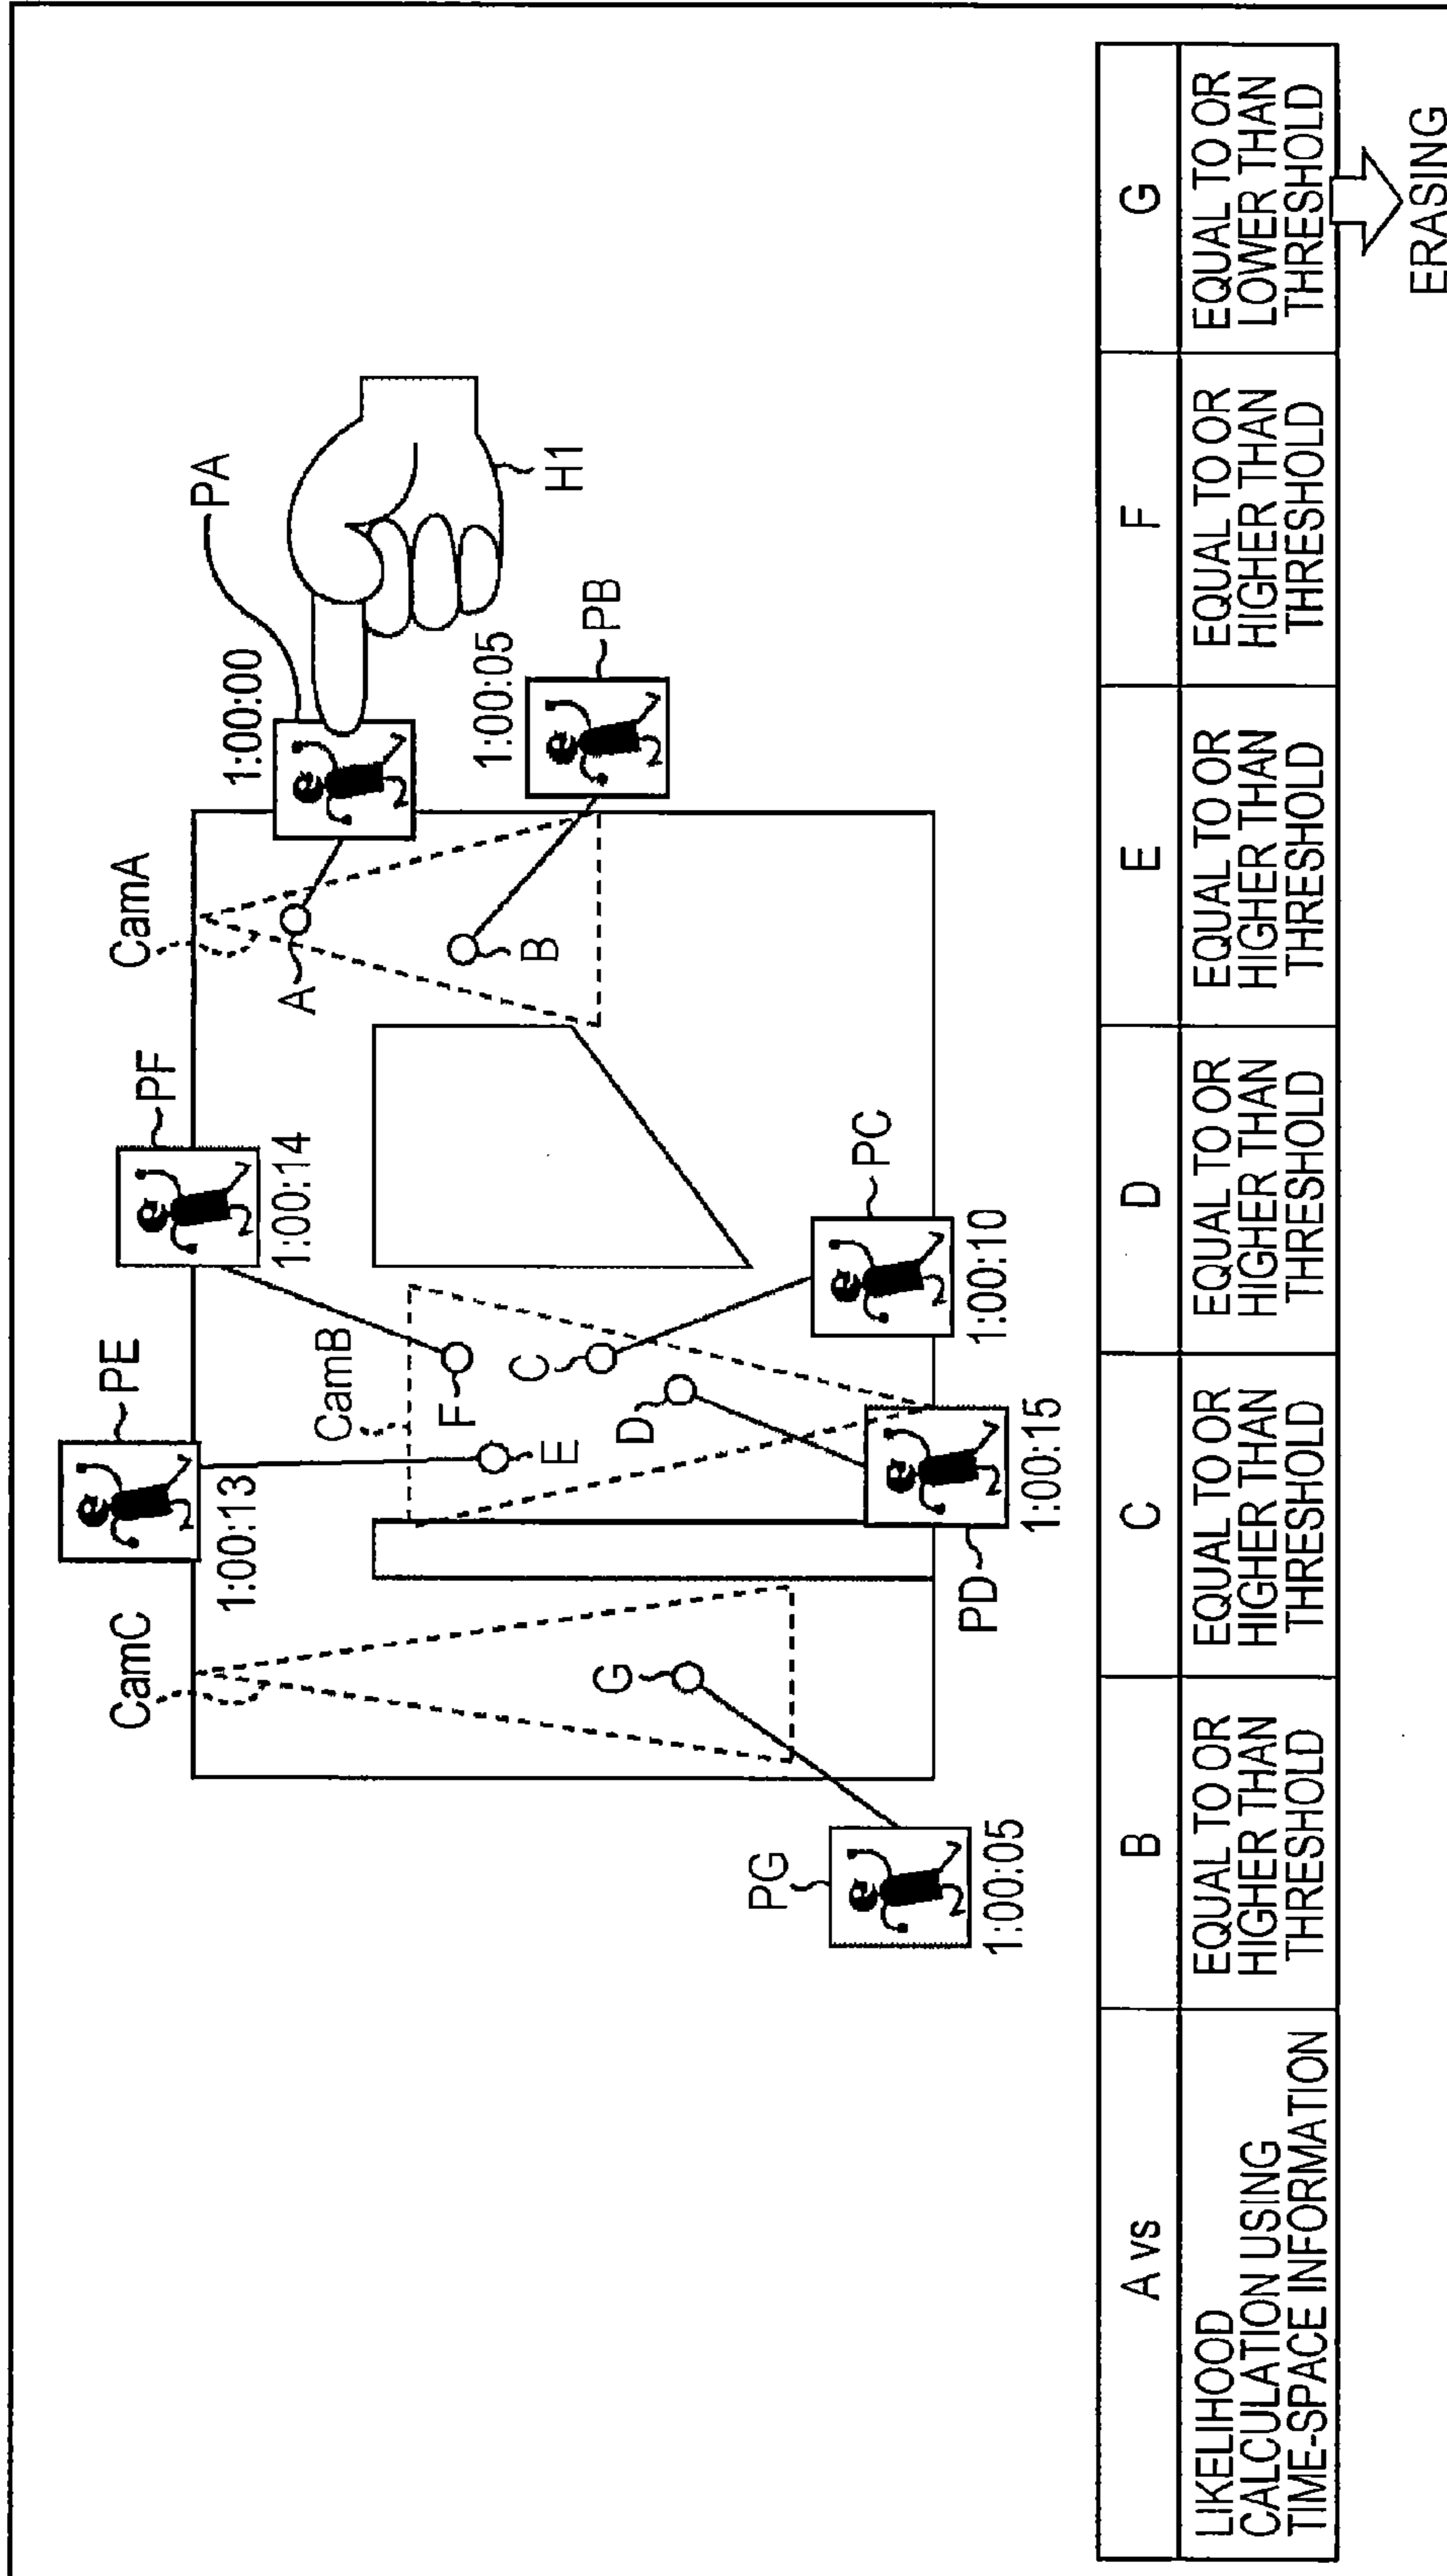 PE
1:00:13
PF
1:00:14
CamC
CamB
CamA
PA
1:00:00
A
F
E
C
B
D
G
H1
1:00:05
PB
PC
1:00:10
PG
1:00:05
PD
1:00:15
A vs
B
C
D
E
F
G
LIKELIHOOD
CALCULATION USING
TIME-SPACE INFORMATION
EQUAL TO OR
HIGHER THAN
THRESHOLD
EQUAL TO OR
HIGHER THAN
THRESHOLD
EQUAL TO OR
HIGHER THAN
THRESHOLD
EQUAL TO OR
HIGHER THAN
THRESHOLD
EQUAL TO OR
HIGHER THAN
THRESHOLD
EQUAL TO OR
LOWER THAN
THRESHOLD
ERASING